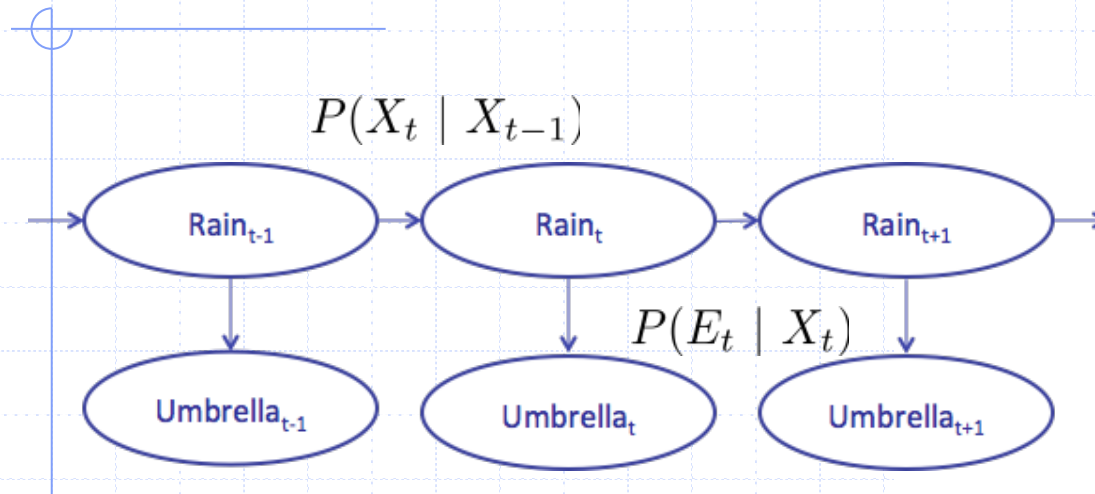 P(X_t | X_{t-1})
Rain_{t-1}
Rain_t
Rain_{t+1}
P(E_t | X_t)
Umbrella_{t-1}
Umbrella_t
Umbrella_{t+1}